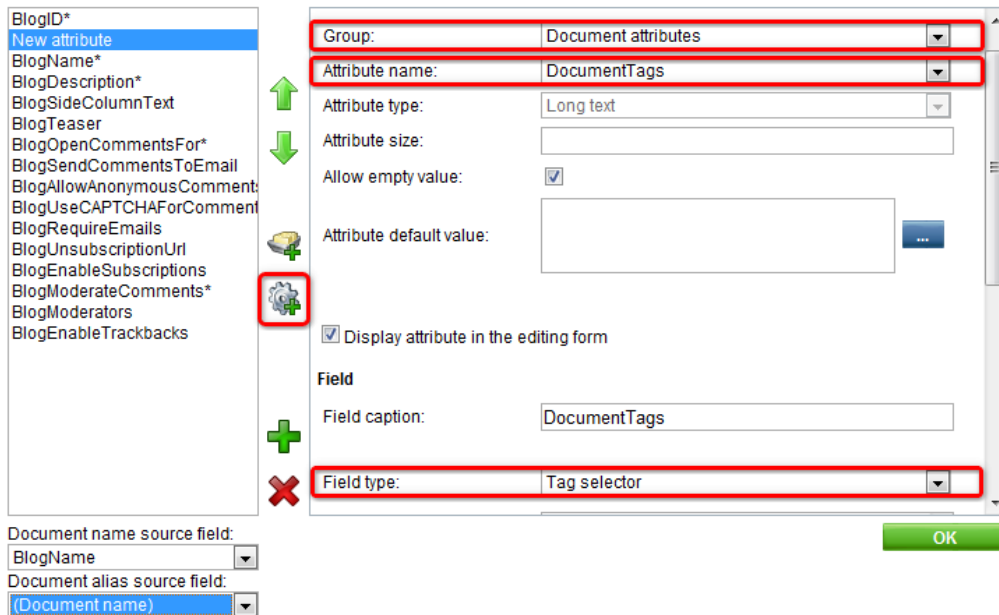 BlogID*
New attribute
BlogName*
BlogDescription*
BlogSideColumnText
BlogTeaser
BlogOpenCommentsFor*
BlogSendCommentsToEmail
BlogAllowAnonymousComments
BlogUseCAPTCHAForComment
BlogRequireEmails
BlogUnsubscriptionUrl
BlogEnableSubscriptions
BlogModerateComments*
BlogModerators
BlogEnableTrackbacks
Group: Document attributes
Attribute name: DocumentTags
Attribute type: Long text
Attribute size:
Allow empty value:
Attribute default value: ...
Display attribute in the editing form
Field
Field caption: DocumentTags
Field type: Tag selector
OK
Document name source field:
BlogName
Document alias source field:
(Document name)